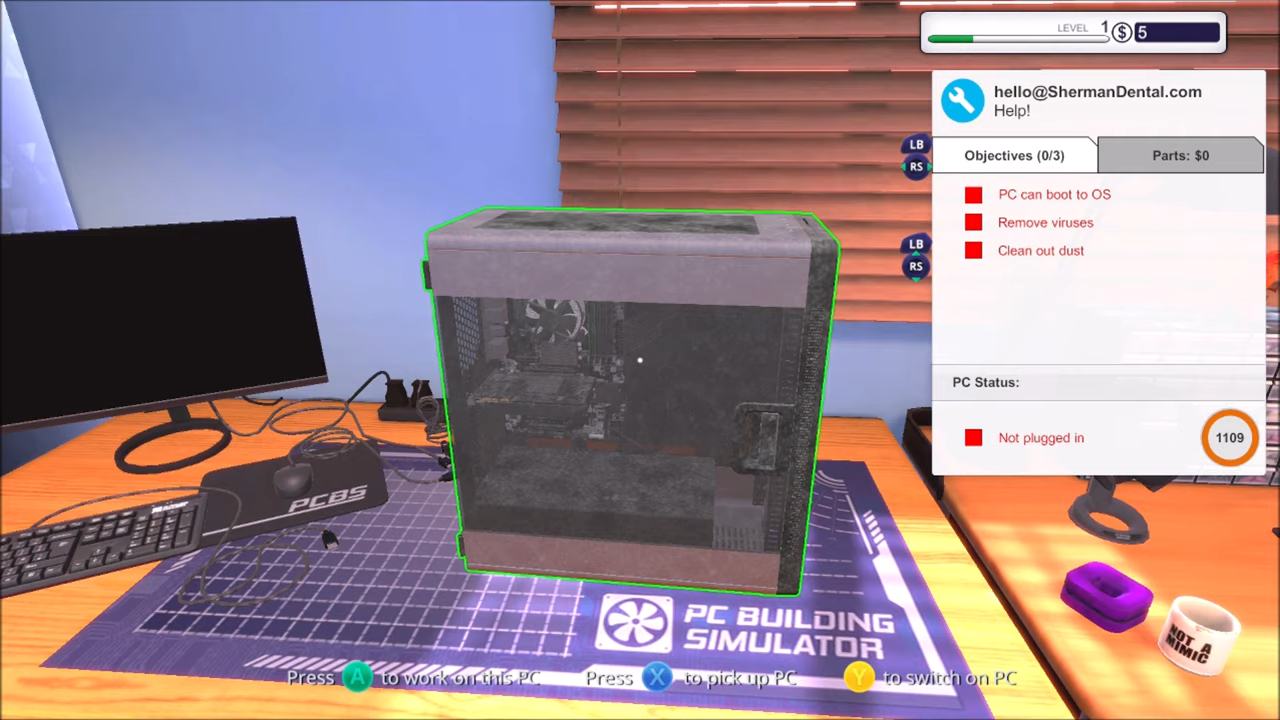 LEVEL 1 $ 5
hello@ShermanDental.com
Help!
LB
RS
Objectives (0/3)
Parts: $0
PC can boot to OS
Remove viruses
Clean out dust
LB
RS
PC Status:
Not plugged in
1109
PCBS
NOT A
MIMIC
PC BUILDING
SIMULATOR
Press A to work on this PC
Press X to pick up PC
Y to switch on PC